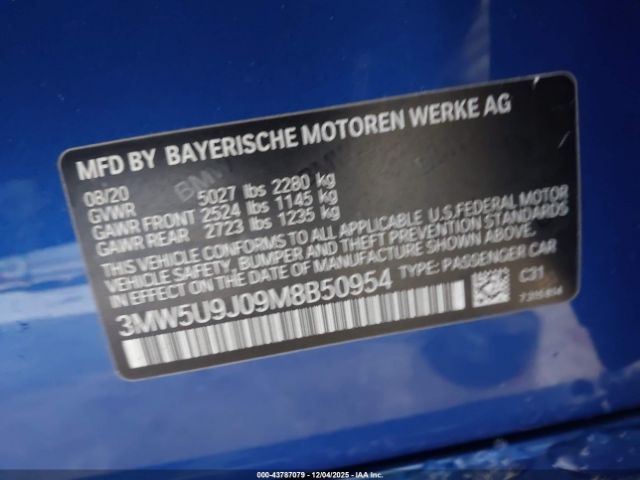 MFD BY BAYERISCHE MOTOREN WERKE AG
08/20
GVWR 5027 lbs 2280 kg
GAWR FRONT 2524 lbs 1145 kg
GAWR REAR 2723 lbs 1235 kg
THIS VEHICLE CONFORMS TO ALL APPLICABLE U.S.FEDERAL MOTOR
VEHICLE SAFETY, BUMPER AND THEFT PREVENTION STANDARDS
IN EFFECT ON THE DATE OF MANUFACTURE SHOWN ABOVE.
3MW5U9J09M8B50954 TYPE: PASSENGER CAR
C31
© IAA - 43787079 - 12/04/2025 - IAAI.COM